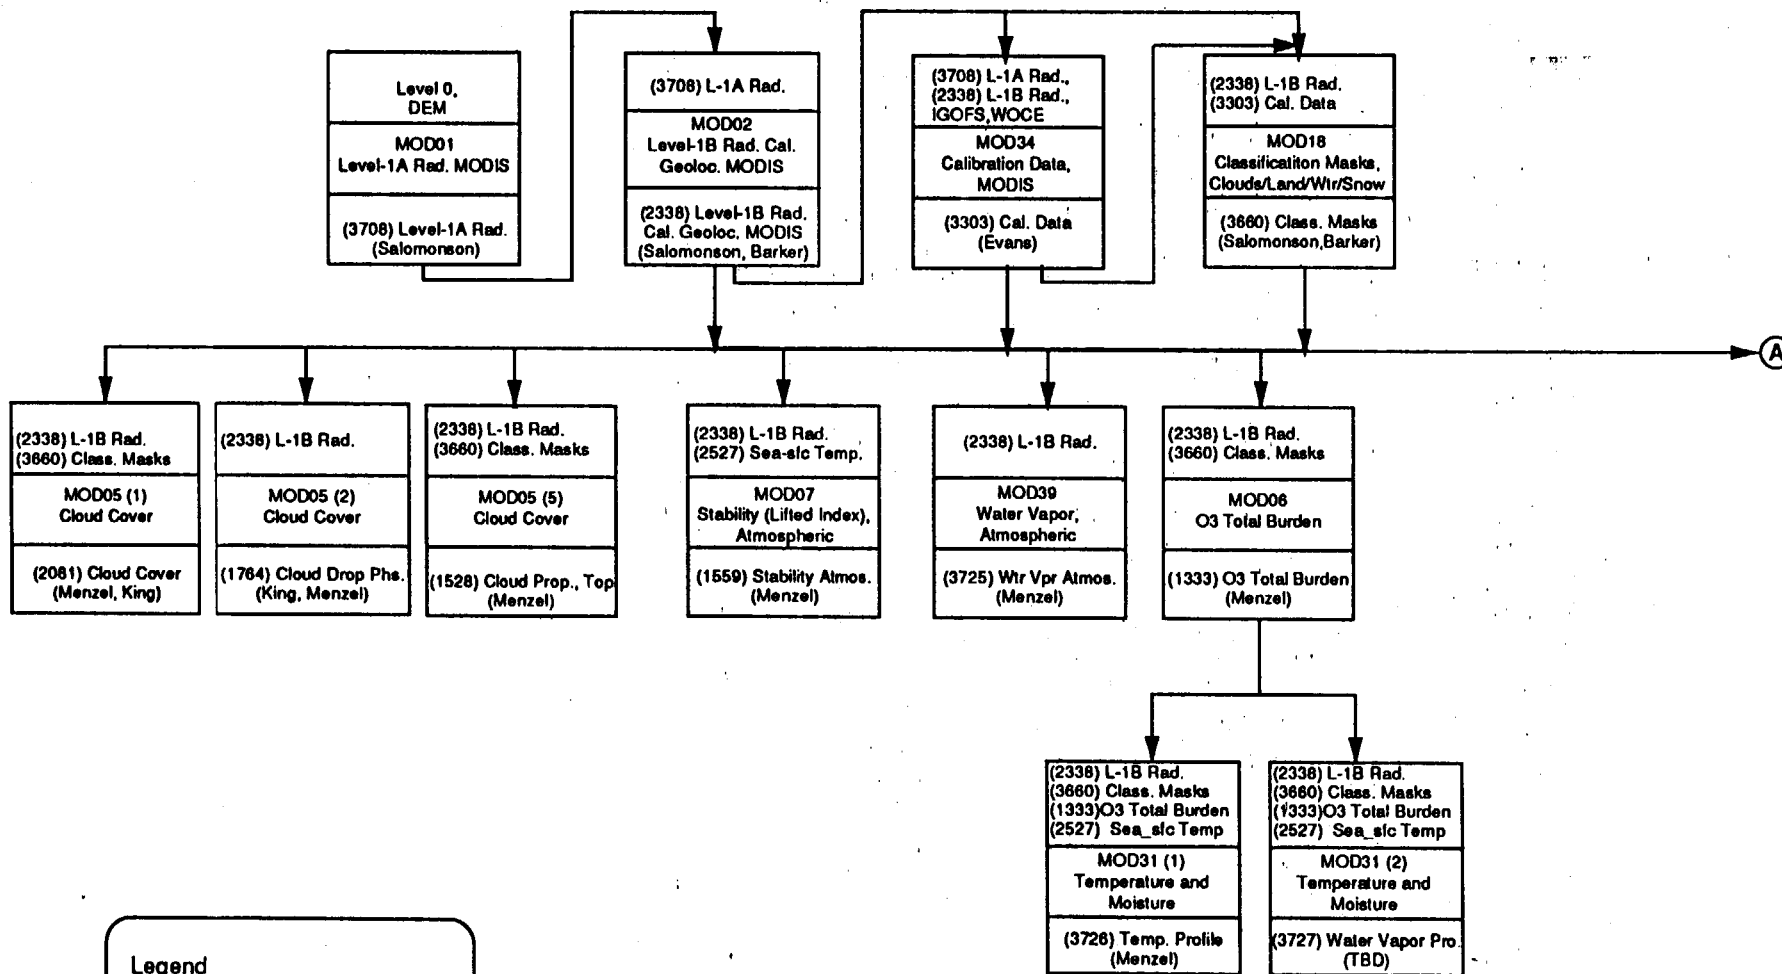 Level 0,
DEM
MOD01
Level-1A Rad. MODIS
(3708) Level-1A Rad.
(Salomonson)
(3708) L-1A Rad.
MOD02
Level-1B Rad. Cal.
Geoloc. MODIS
(2338) Level-1B Rad.
Cal. Geoloc. MODIS
(Salomonson, Barker)
(3708) L-1A Rad.,
(2338) L-1B Rad.,
IGOFS,WOCE
MOD34
Calibration Data,
MODIS
(3303) Cal. Data
(Evans)
(2338) L-1B Rad.
(3303) Cal. Data
MOD18
Classificatiton Masks,
Clouds/Land/Wtr/Snow
(3660) Class. Masks
(Salomonson,Barker)
A
(2338) L-1B Rad.
(3660) Class. Masks
MOD05 (1)
Cloud Cover
(2081) Cloud Cover
(Menzel, King)
(2338) L-1B Rad.
MOD05 (2)
Cloud Cover
(1764) Cloud Drop Phs.
(King, Menzel)
(2338) L-1B Rad.
(3660) Class. Masks
MOD05 (5)
Cloud Cover
(1528) Cloud Prop., Top
(Menzel)
(2338) L-1B Rad.
(2527) Sea-sfc Temp.
MOD07
Stability (Lifted Index),
Atmospheric
(1559) Stability Atmos.
(Menzel)
(2338) L-1B Rad.
MOD39
Water Vapor,
Atmospheric
(3725) Wtr Vpr Atmos.
(Menzel)
(2338) L-1B Rad.
(3660) Class. Masks
MOD06
O3 Total Burden
(1333) O3 Total Burden
(Menzel)
(2338) L-1B Rad.
(3660) Class. Masks
(1333)O3 Total Burden
(2527) Sea_sfc Temp
MOD31 (1)
Temperature and
Moisture
(3726) Temp. Profile
(Menzel)
(2338) L-1B Rad.
(3660) Class. Masks
(1333)O3 Total Burden
(2527) Sea_sfc Temp
MOD31 (2)
Temperature and
Moisture
(3727) Water Vapor Pro.
(TBD)
Legend